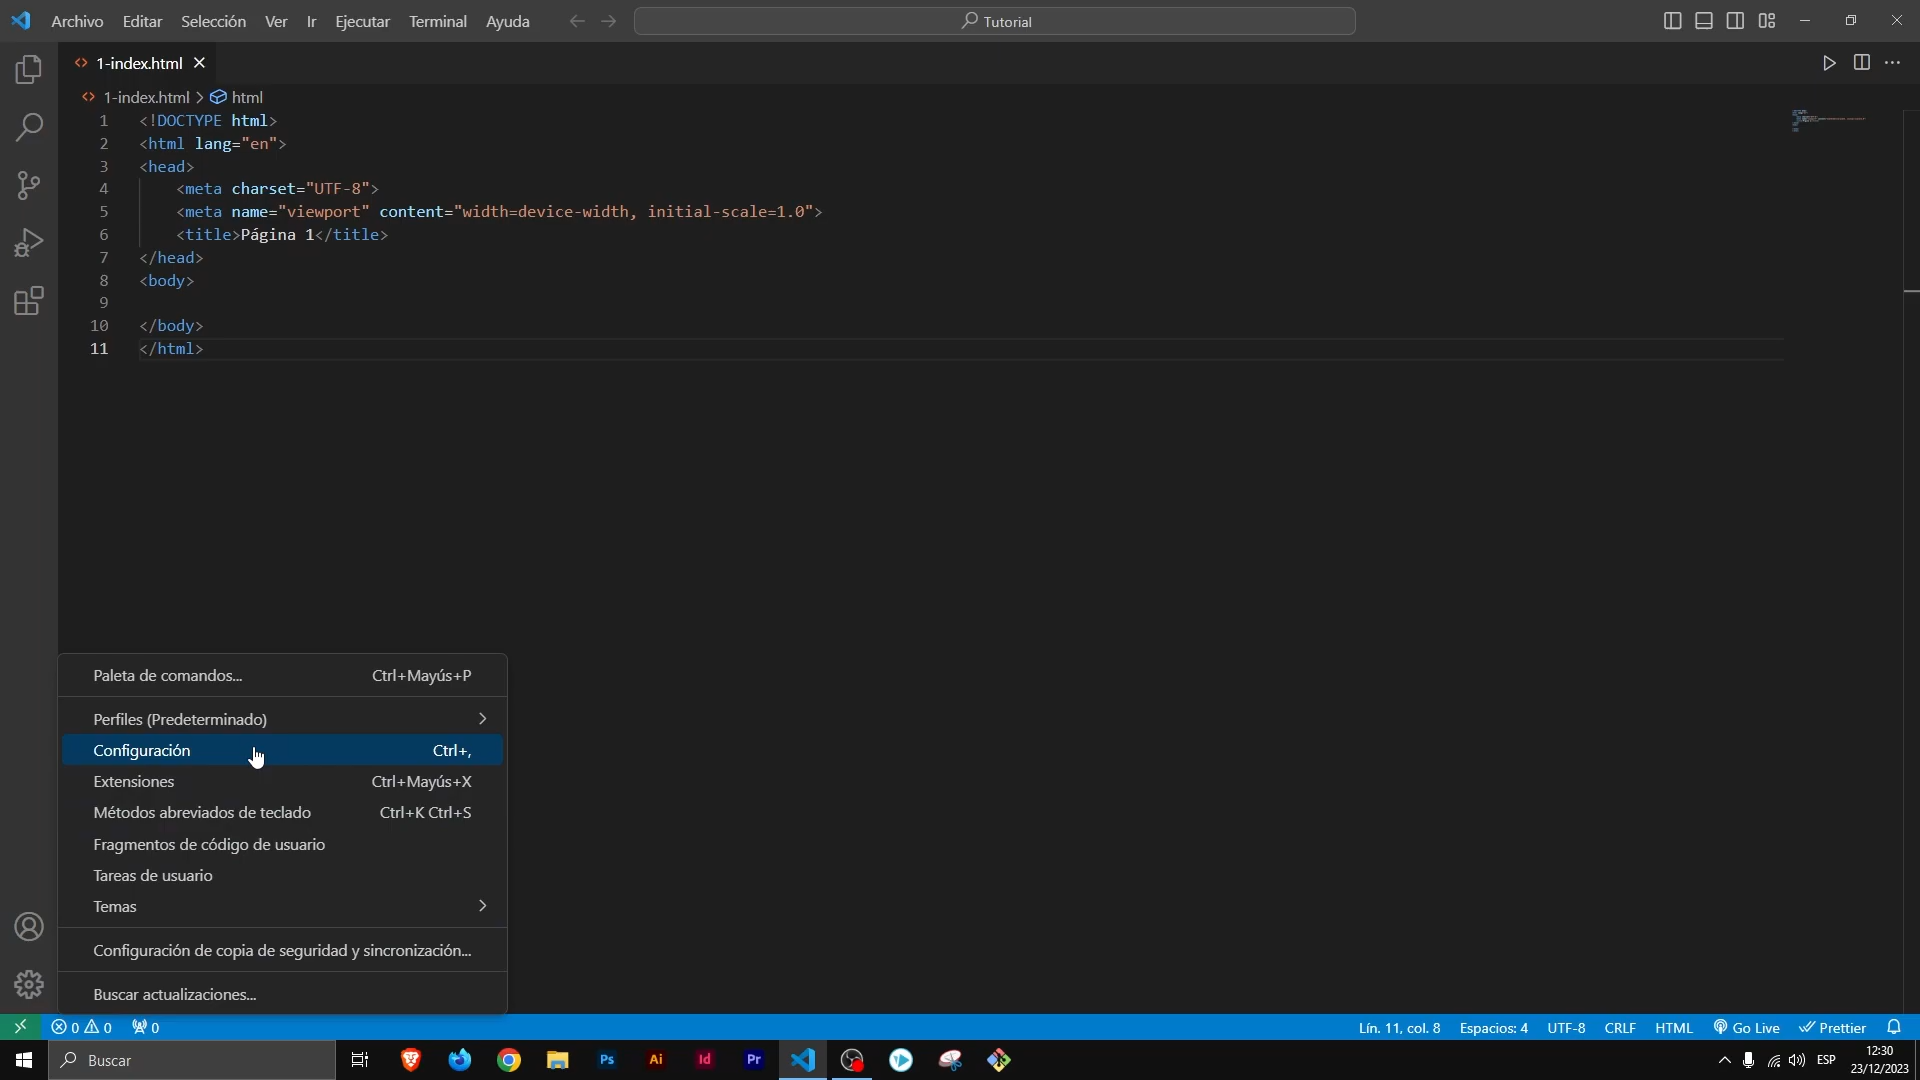 Archivo Editar Selección Ver Ir Ejecutar Terminal Ayuda Tutorial
1-index.html
1-index.html > html
1 <!DOCTYPE html>
2 <html lang="en">
3 <head>
4 <meta charset="UTF-8">
5 <meta name="viewport" content="width=device-width, initial-scale=1.0">
6 <title>Página 1</title>
7 </head>
8 <body>
9
10 </body>
11 </html>
Paleta de comandos... Ctrl+Mayús+P
Perfiles (Predeterminado)
Configuración Ctrl+,
Extensiones Ctrl+Mayús+X
Métodos abreviados de teclado Ctrl+K Ctrl+S
Fragmentos de código de usuario
Tareas de usuario
Temas
Configuración de copia de seguridad y sincronización...
Buscar actualizaciones...
0 0 0 Lín. 11, col. 8 Espacios: 4 UTF-8 CRLF HTML Go Live Prettier
Buscar Ps Ai Id Pr ESP 12:30
23/12/2023